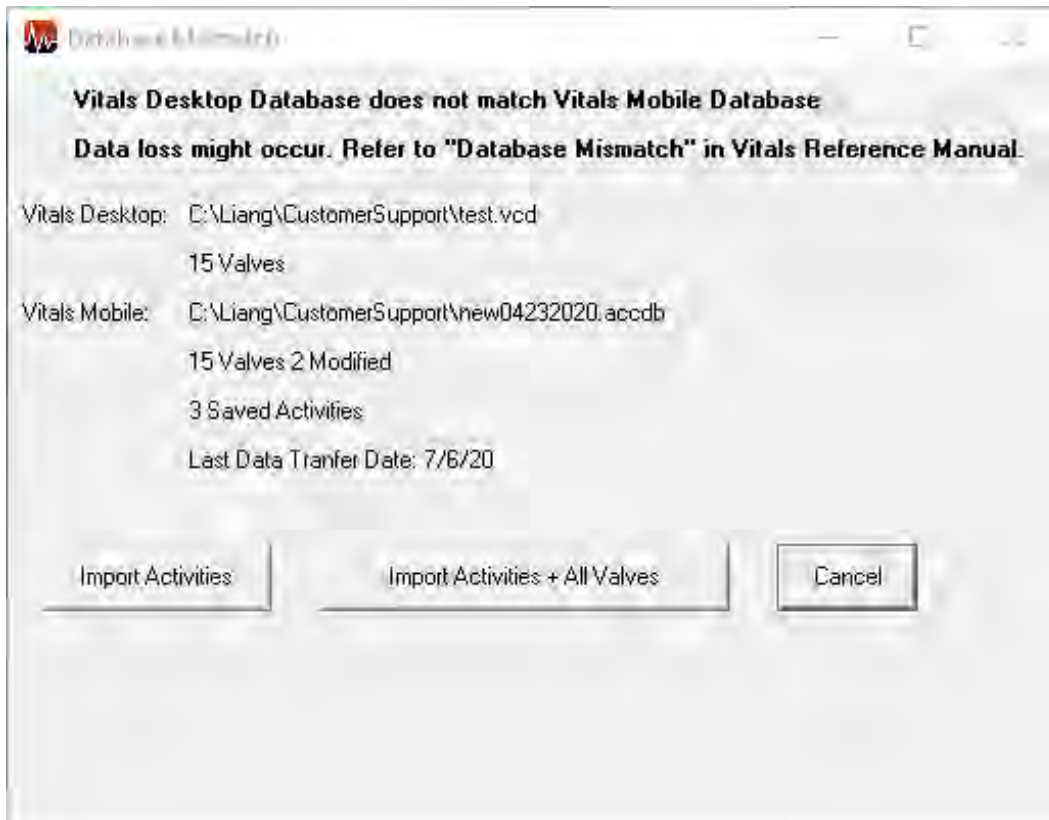 Database Mismatch
Vitals Desktop Database does not match Vitals Mobile Database
Data loss might occur. Refer to "Database Mismatch" in Vitals Reference Manual.
Vitals Desktop: C:\Liang\CustomerSupport\test.vcd
15 Valves
Vitals Mobile: C:\Liang\CustomerSupport\new04232020.accdb
15 Valves 2 Modified
3 Saved Activities
Last Data Tranfer Date: 7/6/20
Import Activities Import Activities + All Valves Cancel